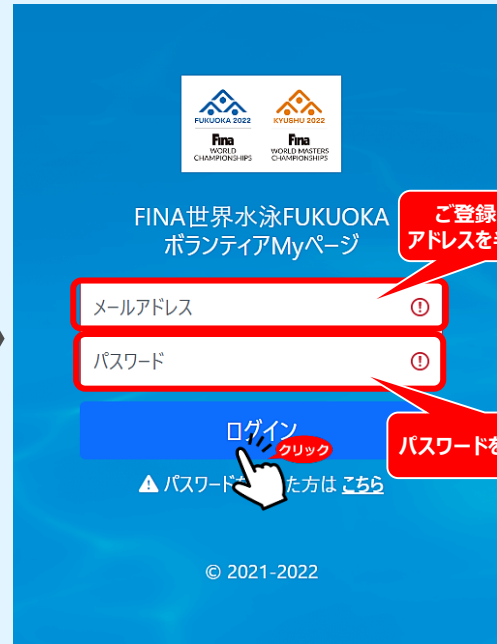 FUKUOKA 2022
Fina
WORLD
CHAMPIONSHIPS
KYUSHU 2022
Fina
WORLD MASTERS
CHAMPIONSHIPS
FINA世界水泳FUKUOKA
ボランティアMyページ
ご登録
アドレスを
メールアドレス
パスワード
ログイン
クリック
パスワードを
パスワード た方は こちら
© 2021-2022